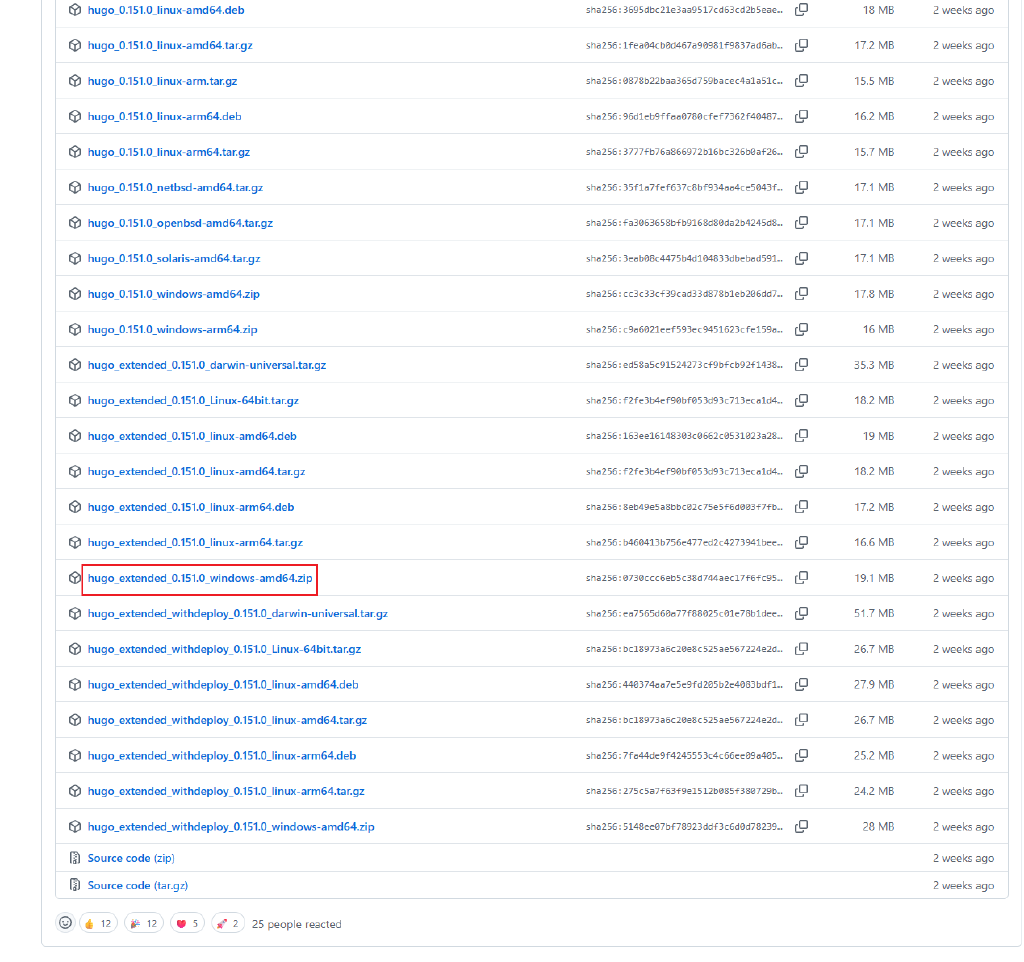 hugo_0.151.0_linux-amd64.deb sha256:3695dbc21e3aa9517cd63cd2b5eae… 18 MB 2 weeks ago
hugo_0.151.0_linux-amd64.tar.gz sha256:1fea04cb0d467a90981f9837ad6ab… 17.2 MB 2 weeks ago
hugo_0.151.0_linux-arm.tar.gz sha256:0878b22baa365d759bacec4a1a51c… 15.5 MB 2 weeks ago
hugo_0.151.0_linux-arm64.deb sha256:96d1eb9ffaa0780cfef7362f40487… 16.2 MB 2 weeks ago
hugo_0.151.0_linux-arm64.tar.gz sha256:3777fb76a866972b16bc326b0af26… 15.7 MB 2 weeks ago
hugo_0.151.0_netbsd-amd64.tar.gz sha256:35f1a7fef637c8bf934aa4ce5043f… 17.1 MB 2 weeks ago
hugo_0.151.0_openbsd-amd64.tar.gz sha256:fa3063658bfb9168d80da2b4245d8… 17.1 MB 2 weeks ago
hugo_0.151.0_solaris-amd64.tar.gz sha256:3eab08c4475b4d104833dbebad591… 17.1 MB 2 weeks ago
hugo_0.151.0_windows-amd64.zip sha256:cc3c33cf39cad33d878b1eb206dd7… 17.8 MB 2 weeks ago
hugo_0.151.0_windows-arm64.zip sha256:c9a6021eef593ec9451623cfe159a… 16 MB 2 weeks ago
hugo_extended_0.151.0_darwin-universal.tar.gz sha256:ed58a5c91524273cf9bfcb92f1438… 35.3 MB 2 weeks ago
hugo_extended_0.151.0_Linux-64bit.tar.gz sha256:f2fe3b4ef90bf053d93c713eca1d4… 18.2 MB 2 weeks ago
hugo_extended_0.151.0_linux-amd64.deb sha256:163ee16148303c0662c0531023a28… 19 MB 2 weeks ago
hugo_extended_0.151.0_linux-amd64.tar.gz sha256:f2fe3b4ef90bf053d93c713eca1d4… 18.2 MB 2 weeks ago
hugo_extended_0.151.0_linux-arm64.deb sha256:8eb49e5a8bbc02c75e5f6d003f7fb… 17.2 MB 2 weeks ago
hugo_extended_0.151.0_linux-arm64.tar.gz sha256:b460413b756e477ed2c4273941bee… 16.6 MB 2 weeks ago
hugo_extended_0.151.0_windows-amd64.zip sha256:0730ccc6eb5c38d744aec17f6fc95… 19.1 MB 2 weeks ago
hugo_extended_withdeploy_0.151.0_darwin-universal.tar.gz sha256:ea7565d60a77f88025c01e78b1dee… 51.7 MB 2 weeks ago
hugo_extended_withdeploy_0.151.0_Linux-64bit.tar.gz sha256:bc18973a6c20e8c525ae567224e2d… 26.7 MB 2 weeks ago
hugo_extended_withdeploy_0.151.0_linux-amd64.deb sha256:440374aa7e5e9fd205b2e4083bdf1… 27.9 MB 2 weeks ago
hugo_extended_withdeploy_0.151.0_linux-amd64.tar.gz sha256:bc18973a6c20e8c525ae567224e2d… 26.7 MB 2 weeks ago
hugo_extended_withdeploy_0.151.0_linux-arm64.deb sha256:7fa44de9f4245553c4c66ee09a405… 25.2 MB 2 weeks ago
hugo_extended_withdeploy_0.151.0_linux-arm64.tar.gz sha256:275c5a7f63f9e1512b085f380729b… 24.2 MB 2 weeks ago
hugo_extended_withdeploy_0.151.0_windows-amd64.zip sha256:5148ee07bf78923ddf3c6d0d78239… 28 MB 2 weeks ago
Source code (zip) 2 weeks ago
Source code (tar.gz) 2 weeks ago
12 12 5 2 25 people reacted